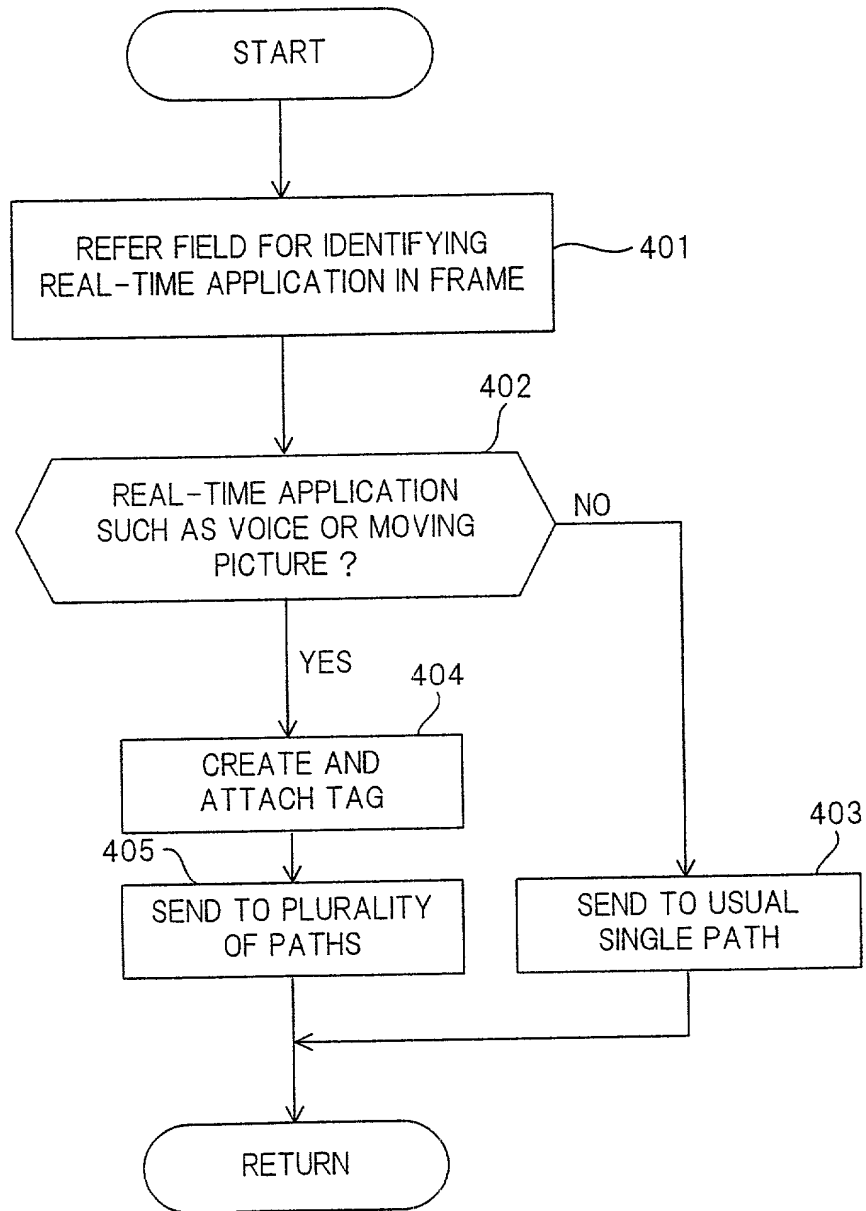 START
REFER FIELD FOR IDENTIFYING
REAL-TIME APPLICATION IN FRAME
401
402
REAL-TIME APPLICATION
SUCH AS VOICE OR MOVING
PICTURE ?
NO
YES
404
CREATE AND
ATTACH TAG
405
403
SEND TO PLURALITY
OF PATHS
SEND TO USUAL
SINGLE PATH
RETURN